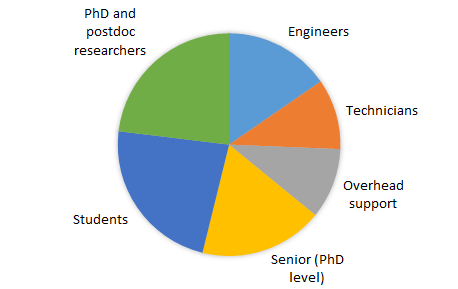 PhD and
postdoc
researchers
Engineers
Technicians
Overhead
support
Senior (PhD
level)
Students